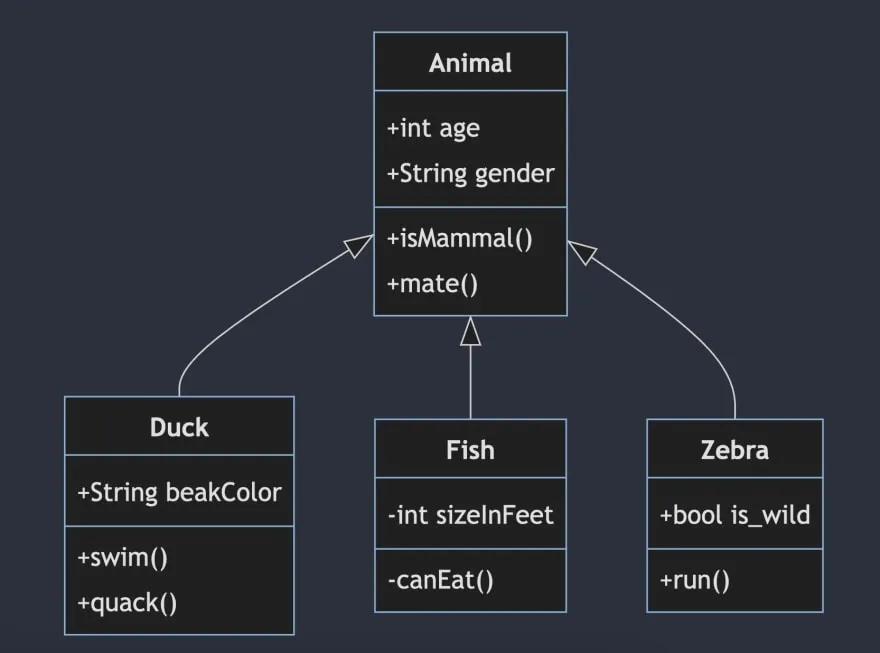 Animal
+int age
+String gender
+isMammal()
+mate()
Duck
+String beakColor
+swim()
+quack()
Fish
-int sizeInFeet
-canEat()
Zebra
+bool is_wild
+run()